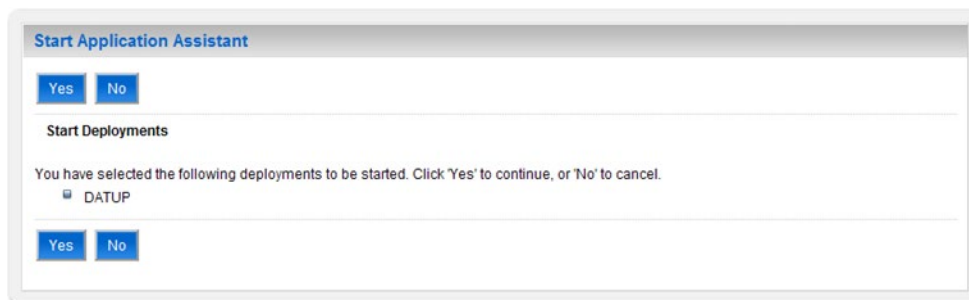 Start Application Assistant
Yes No
Start Deployments
You have selected the following deployments to be started. Click 'Yes' to continue, or 'No' to cancel.
DATUP
Yes No